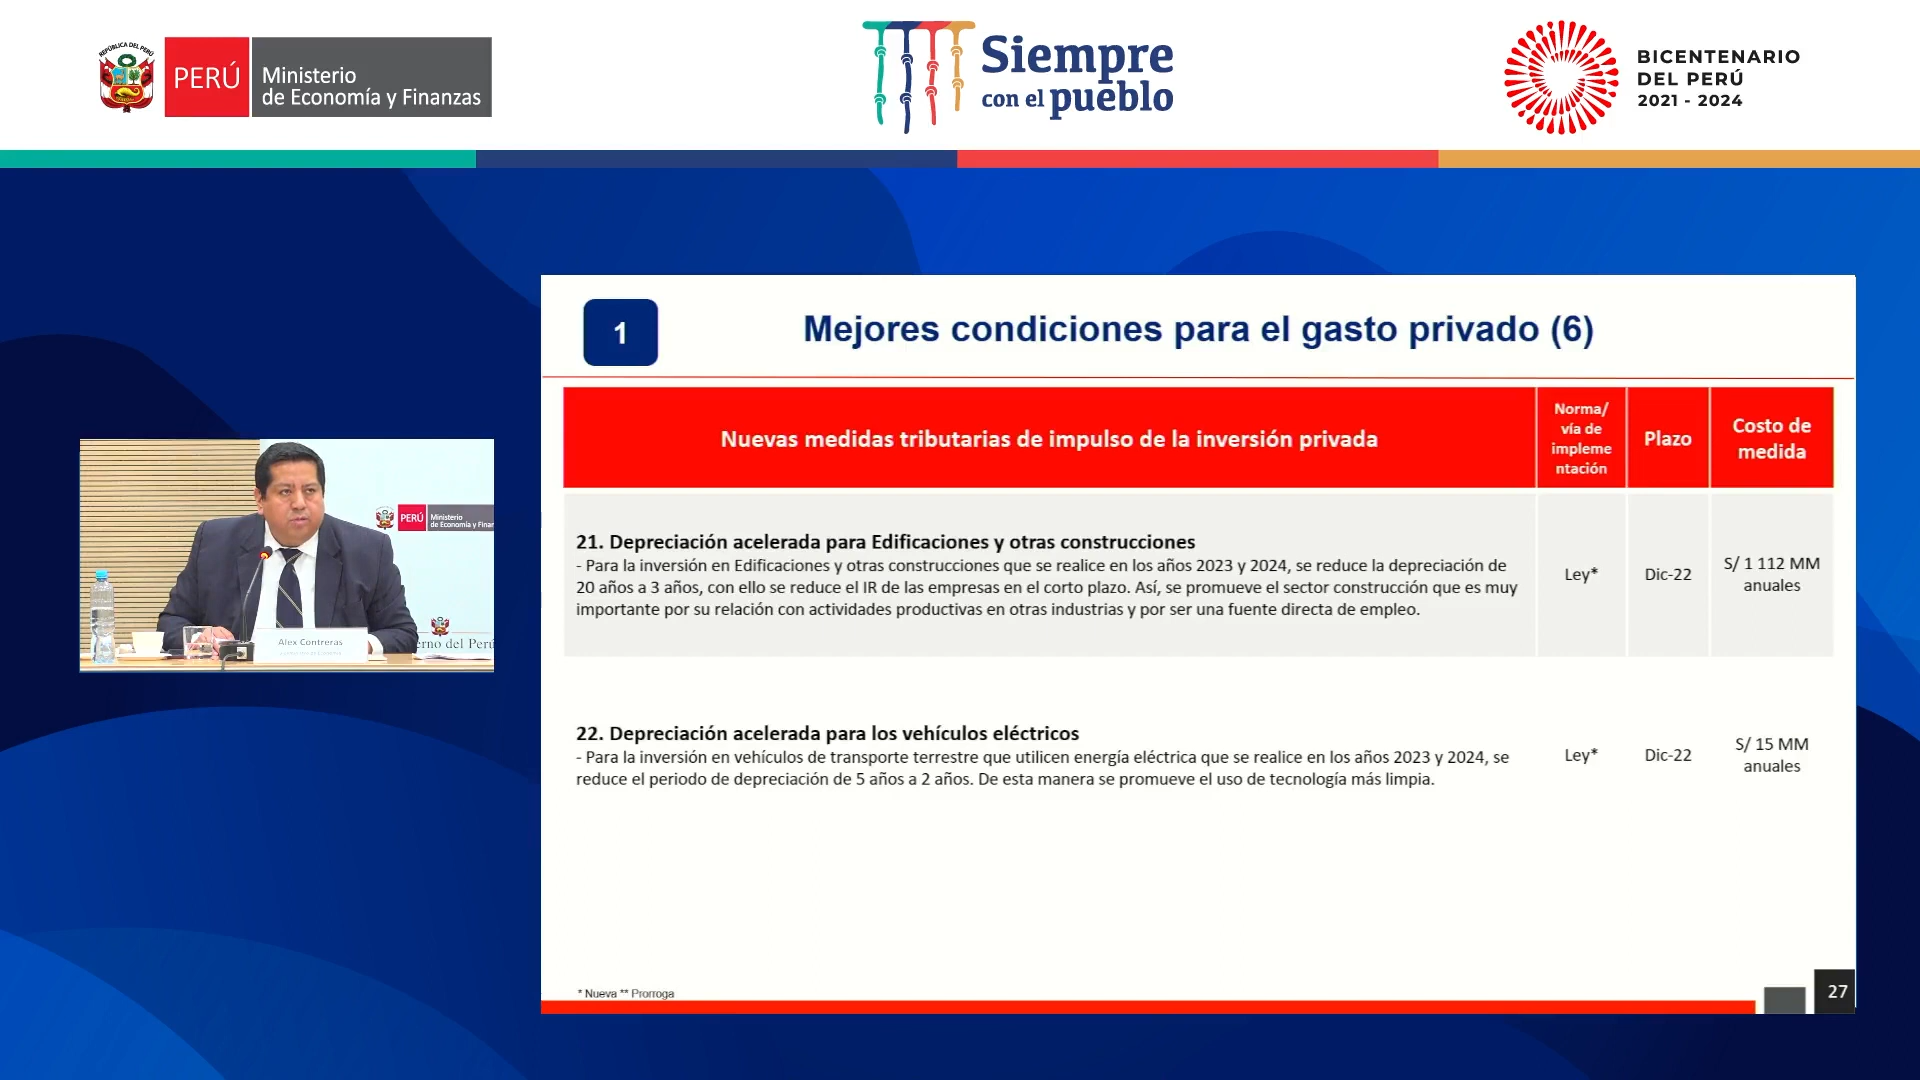 REPÚBLICA DEL PERÚ
PERÚ
Ministerio
de Economía y Finanzas
Siempre
con el pueblo
BICENTENARIO
DEL PERÚ
2021 - 2024
1
Mejores condiciones para el gasto privado (6)
Nuevas medidas tributarias de impulso de la inversión privada
Norma/
vía de
impleme
ntación
Plazo
Costo de
medida
21. Depreciación acelerada para Edificaciones y otras construcciones
- Para la inversión en Edificaciones y otras construcciones que se realice en los años 2023 y 2024, se reduce la depreciación de
20 años a 3 años, con ello se reduce el IR de las empresas en el corto plazo. Así, se promueve el sector construcción que es muy
importante por su relación con actividades productivas en otras industrias y por ser una fuente directa de empleo.
Ley*
Dic-22
S/ 1 112 MM
anuales
22. Depreciación acelerada para los vehículos eléctricos
- Para la inversión en vehículos de transporte terrestre que utilicen energía eléctrica que se realice en los años 2023 y 2024, se
reduce el periodo de depreciación de 5 años a 2 años. De esta manera se promueve el uso de tecnología más limpia.
Ley*
Dic-22
S/ 15 MM
anuales
* Nueva ** Prorroga
27
PERÚ
Ministerio
de Economía y Finan
Alex Contreras
erno del Perú